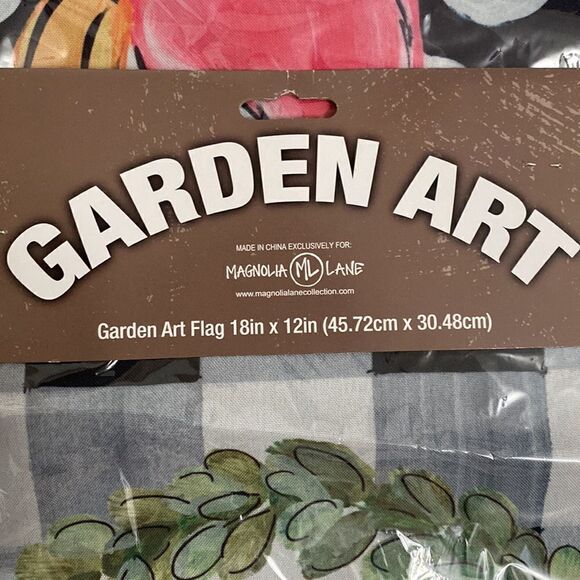 GARDEN ART
MADE IN CHINA EXCLUSIVELY FOR:
MAGNOLIA ML LANE
www.magnolialanecollection.com
Garden Art Flag 18in x 12in (45.72cm x 30.48cm)